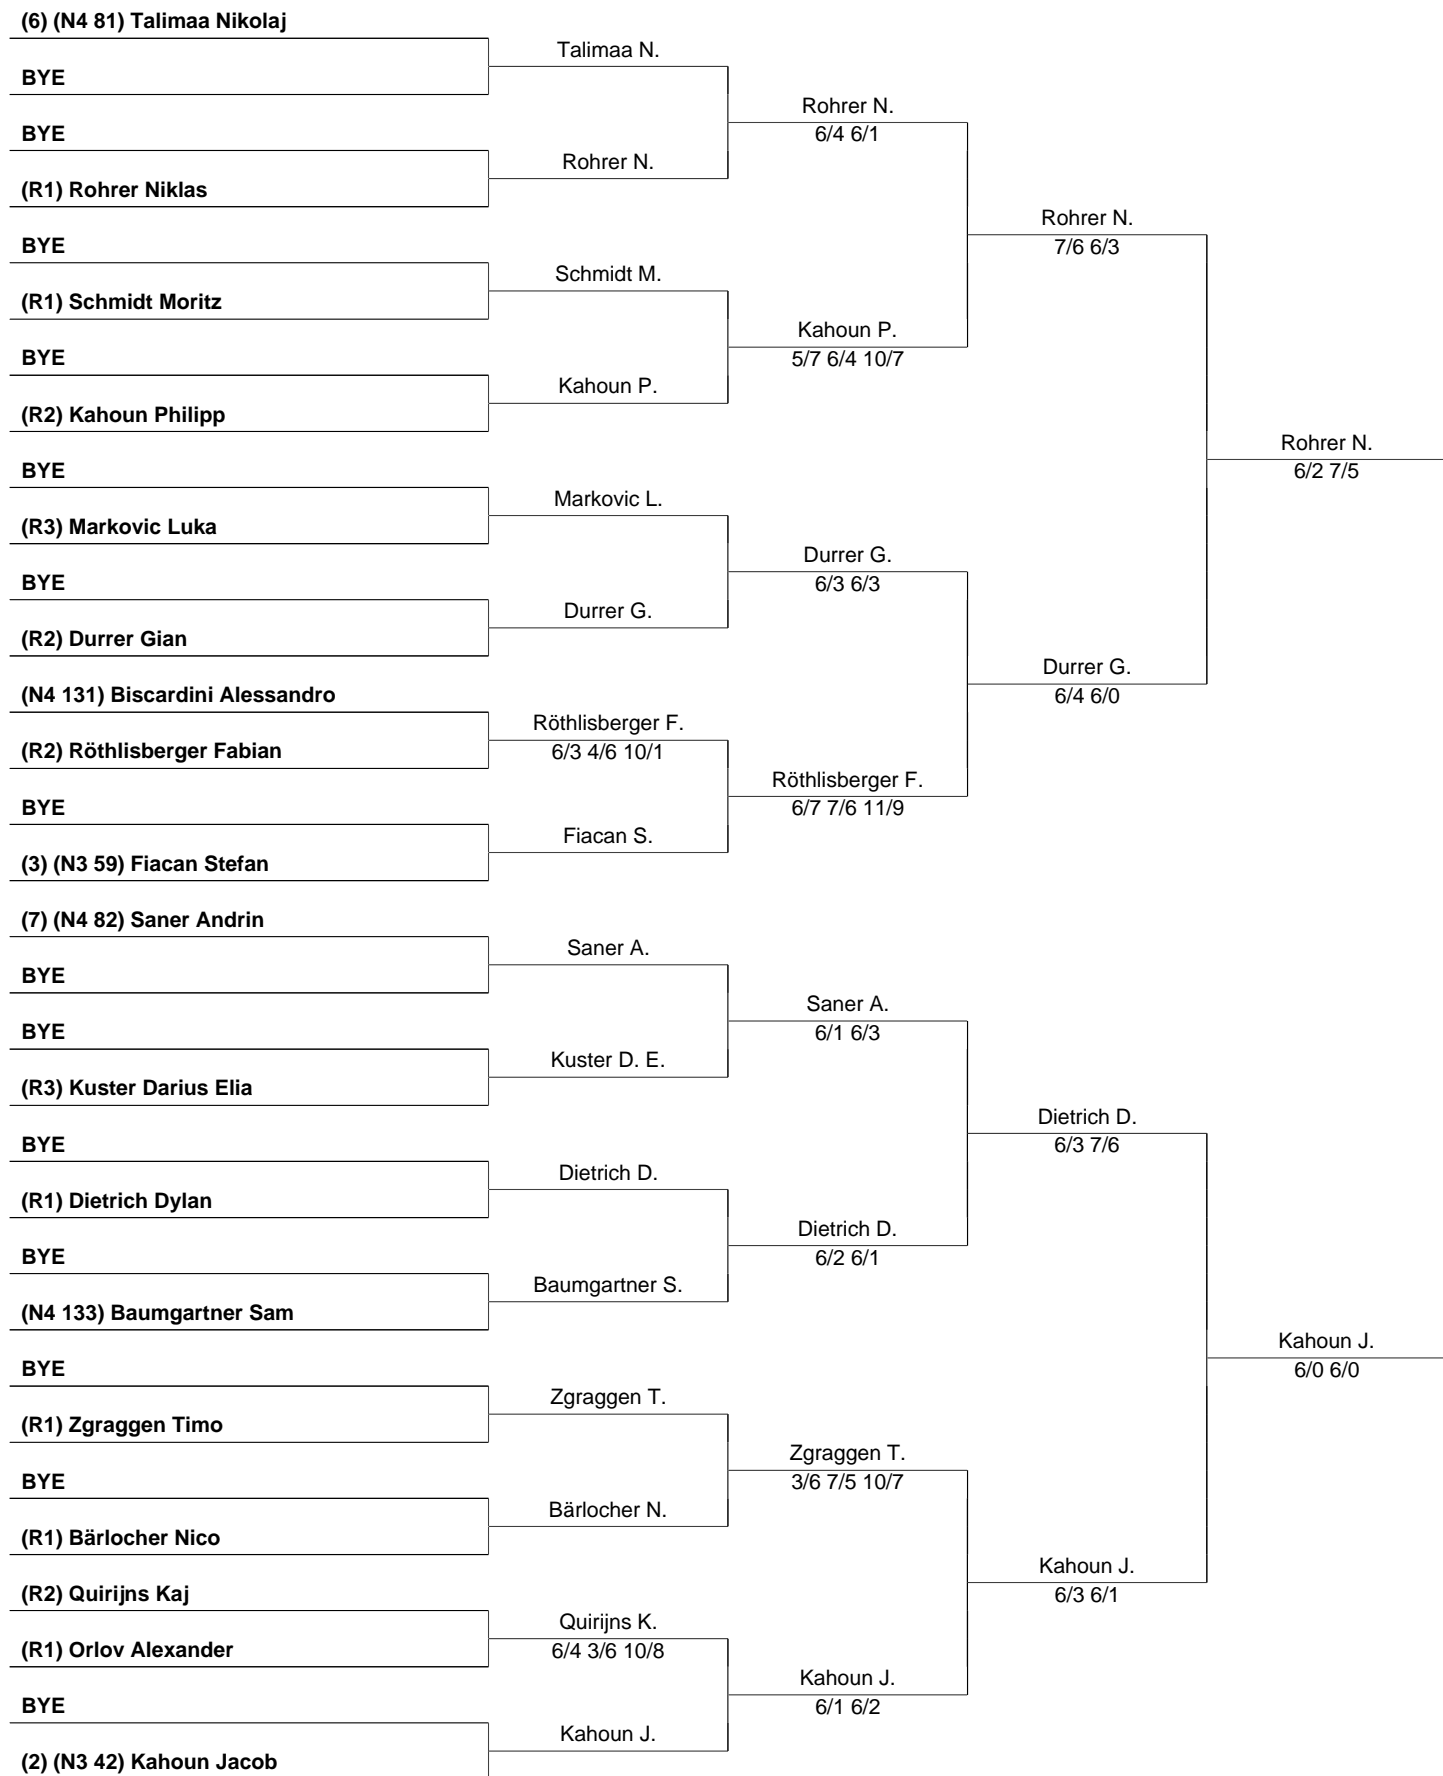 (6) (N4 81) Talimaa Nikolaj
Talimaa N.
BYE
Rohrer N.
BYE
6/4 6/1
Rohrer N.
(R1) Rohrer Niklas
Rohrer N.
BYE
7/6 6/3
Schmidt M.
(R1) Schmidt Moritz
Kahoun P.
BYE
5/7 6/4 10/7
Kahoun P.
(R2) Kahoun Philipp
Rohrer N.
BYE
6/2 7/5
Markovic L.
(R3) Markovic Luka
Durrer G.
BYE
6/3 6/3
Durrer G.
(R2) Durrer Gian
Durrer G.
(N4 131) Biscardini Alessandro
6/4 6/0
Röthlisberger F.
(R2) Röthlisberger Fabian
6/3 4/6 10/1
Röthlisberger F.
BYE
6/7 7/6 11/9
Fiacan S.
(3) (N3 59) Fiacan Stefan
(7) (N4 82) Saner Andrin
Saner A.
BYE
Saner A.
BYE
6/1 6/3
Kuster D. E.
(R3) Kuster Darius Elia
Dietrich D.
BYE
6/3 7/6
Dietrich D.
(R1) Dietrich Dylan
Dietrich D.
BYE
6/2 6/1
Baumgartner S.
(N4 133) Baumgartner Sam
Kahoun J.
BYE
6/0 6/0
Zgraggen T.
(R1) Zgraggen Timo
Zgraggen T.
BYE
3/6 7/5 10/7
Bärlocher N.
(R1) Bärlocher Nico
Kahoun J.
(R2) Quirijns Kaj
6/3 6/1
Quirijns K.
(R1) Orlov Alexander
6/4 3/6 10/8
Kahoun J.
BYE
6/1 6/2
Kahoun J.
(2) (N3 42) Kahoun Jacob